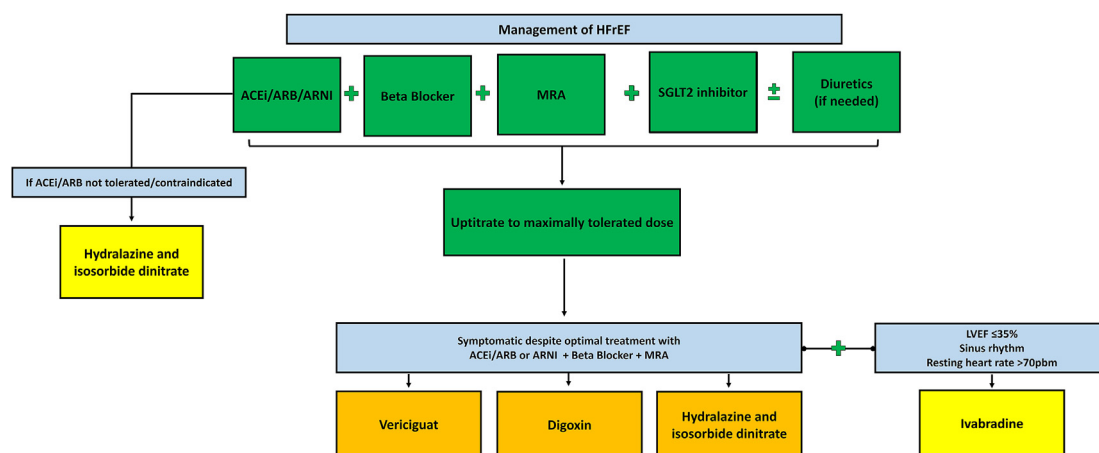 Management of HFrEF
ACEi/ARB/ARNI
+
Beta Blocker
+
MRA
+
SGLT2 inhibitor
±
Diuretics
(if needed)
If ACEi/ARB not tolerated/contraindicated
Hydralazine and
isosorbide dinitrate
Uptitrate to maximally tolerated dose
Symptomatic despite optimal treatment with
ACEi/ARB or ARNI + Beta Blocker + MRA
+
LVEF ≤35%
Sinus rhythm
Resting heart rate >70pbm
Vericiguat
Digoxin
Hydralazine and
isosorbide dinitrate
Ivabradine